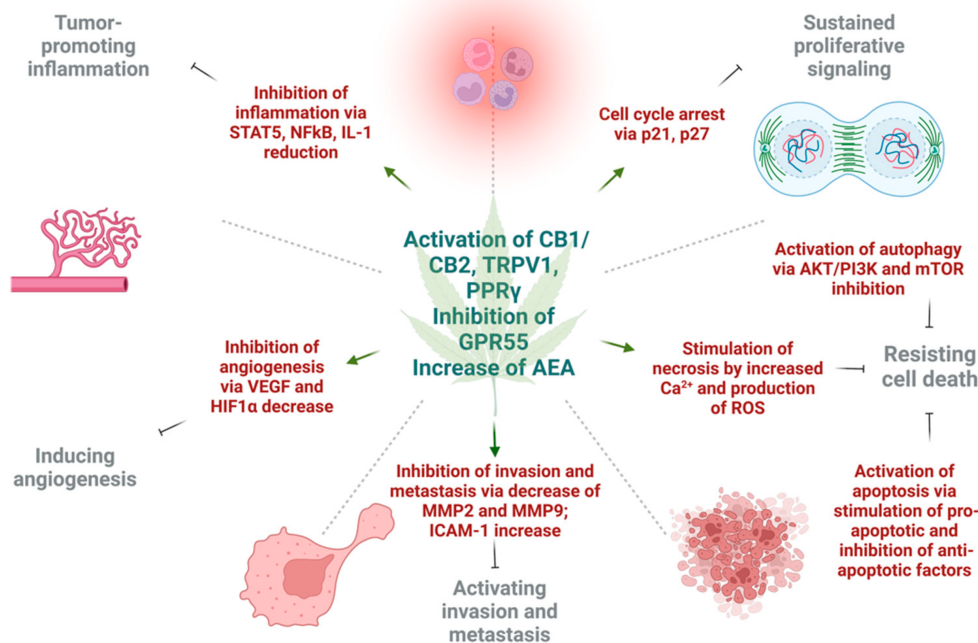 Tumor-
promoting
inflammation
Inhibition of
inflammation via
STAT5, NFkB, IL-1
reduction
Sustained
proliferative
signaling
Cell cycle arrest
via p21, p27
Activation of CB1/
CB2, TRPV1,
PPRγ
Inhibition of
GPR55
Increase of AEA
Activation of autophagy
via AKT/PI3K and mTOR
inhibition
Resisting
cell death
Stimulation of
necrosis by increased
Ca²⁺ and production
of ROS
Activation of
apoptosis via
stimulation of pro-
apoptotic and
inhibition of anti-
apoptotic factors
Inhibition of
angiogenesis
via VEGF and
HIF1α decrease
Inducing
angiogenesis
Inhibition of invasion and
metastasis via decrease of
MMP2 and MMP9;
ICAM-1 increase
Activating
invasion and
metastasis